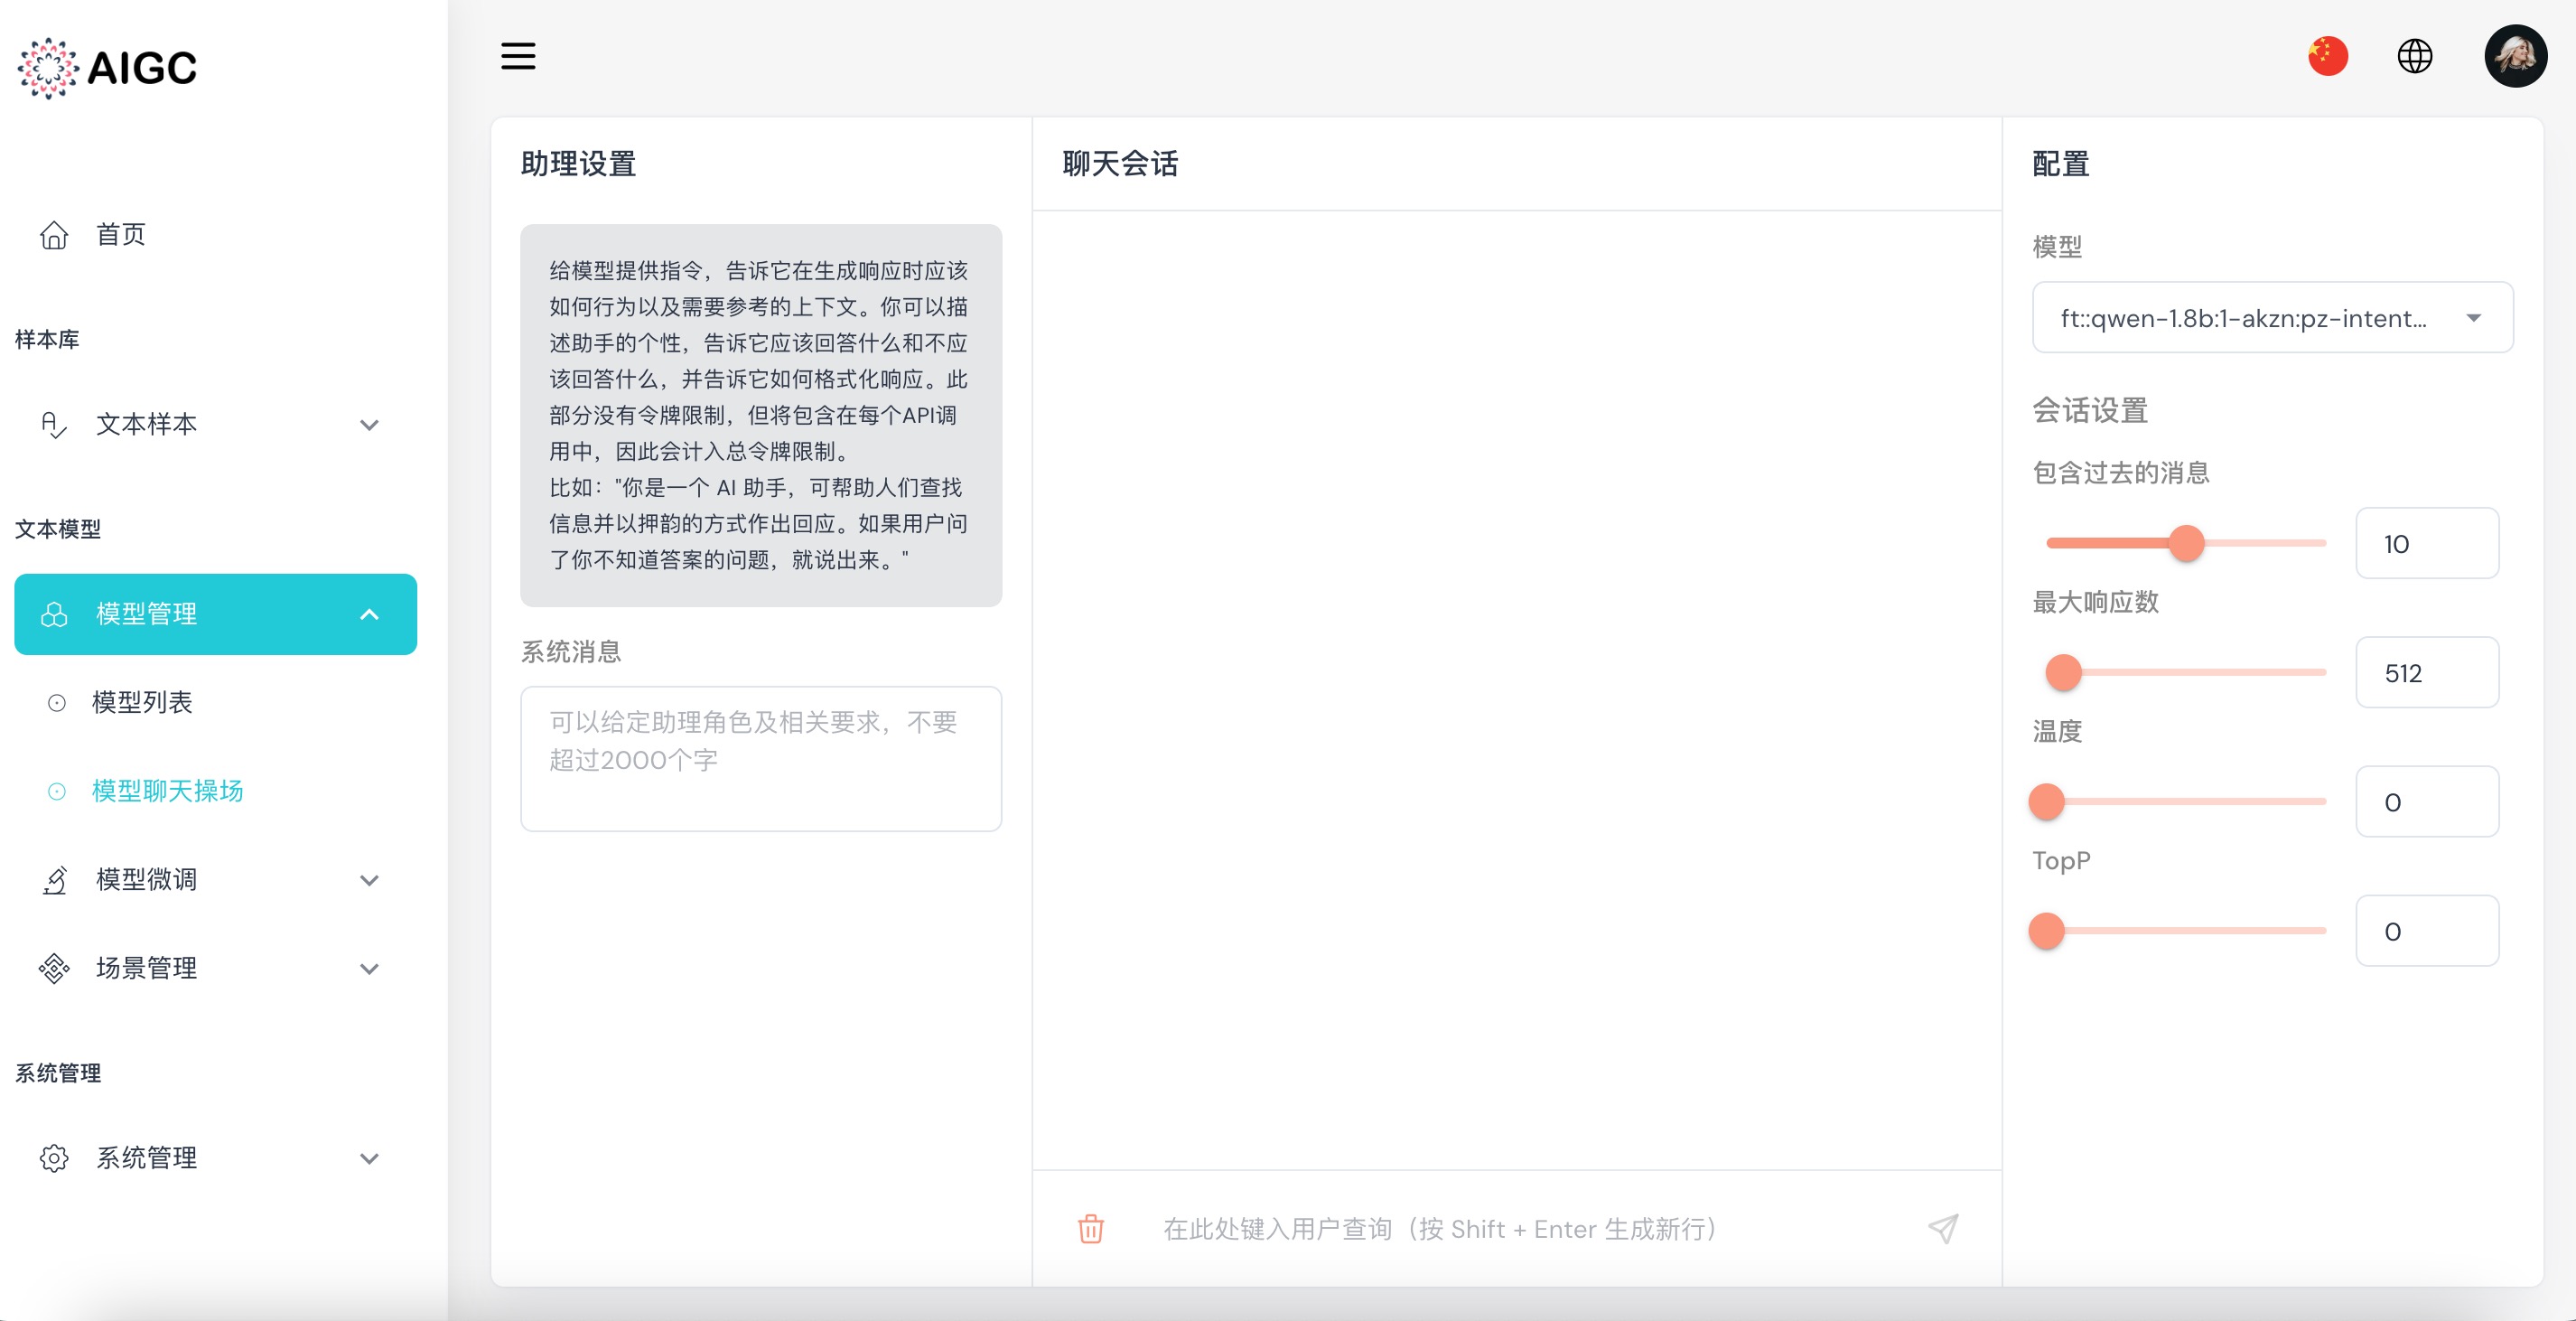 AIGC
首页
样本库
文本样本
文本模型
模型管理
模型列表
模型聊天操场
模型微调
场景管理
系统管理
系统管理
助理设置
给模型提供指令，告诉它在生成响应时应该
如何行为以及需要参考的上下文。你可以描
述助手的个性，告诉它应该回答什么和不应
该回答什么，并告诉它如何格式化响应。此
部分没有令牌限制，但将包含在每个API调
用中，因此会计入总令牌限制。
比如："你是一个 AI 助手，可帮助人们查找
信息并以押韵的方式作出回应。如果用户问
了你不知道答案的问题，就说出来。"
系统消息
可以给定助理角色及相关要求，不要
超过2000个字
聊天会话
在此处键入用户查询（按 Shift + Enter 生成新行）
配置
模型
ft::qwen-1.8b:1-akzn:pz-intent...
会话设置
包含过去的消息
10
最大响应数
512
温度
0
TopP
0